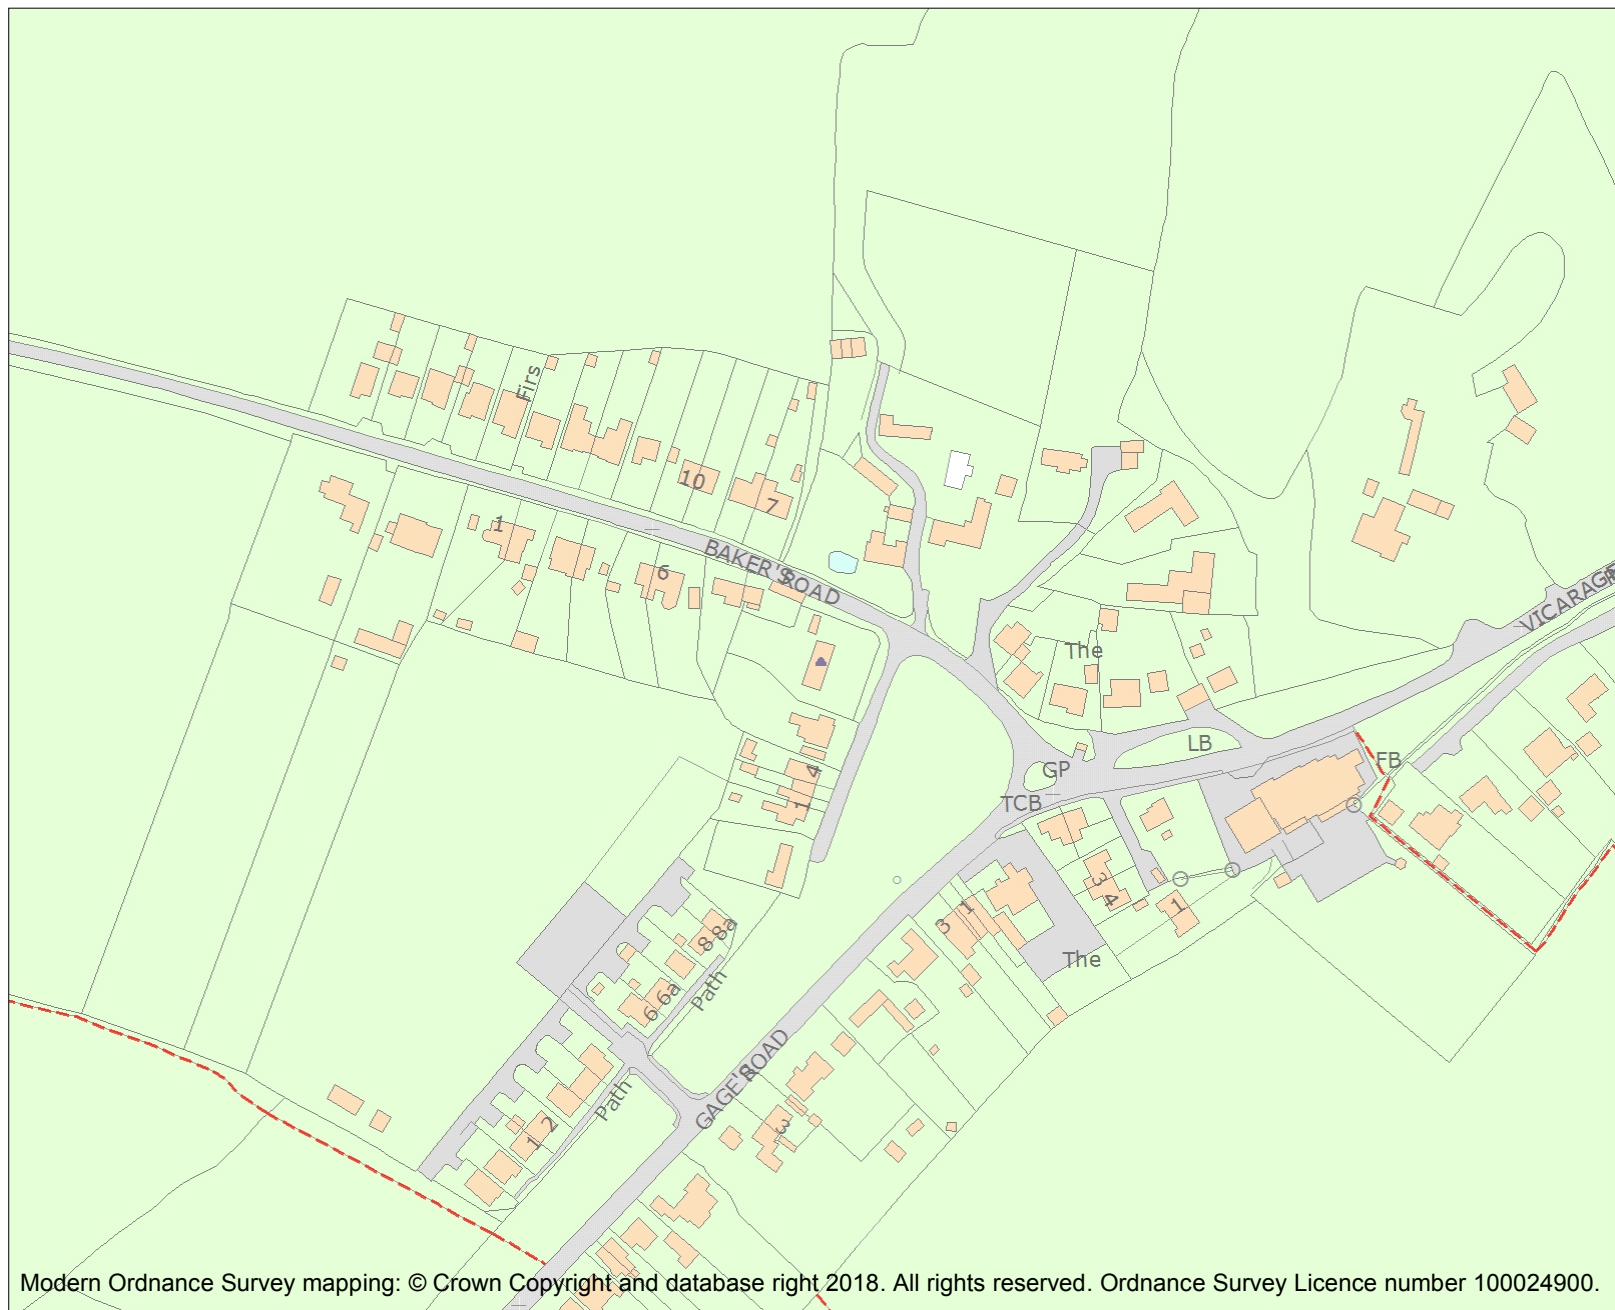 Firs
10
7
1
6
BAKER'S ROAD
VICARAGE
The
LB
FB
GP
TCB
4
1
3
4
1
1
3
The
8 8a
6 6a
Path
GAGE'S ROAD
Path
3
1 2
Modern Ordnance Survey mapping: © Crown Copyright and database right 2018. All rights reserved. Ordnance Survey Licence number 100024900.